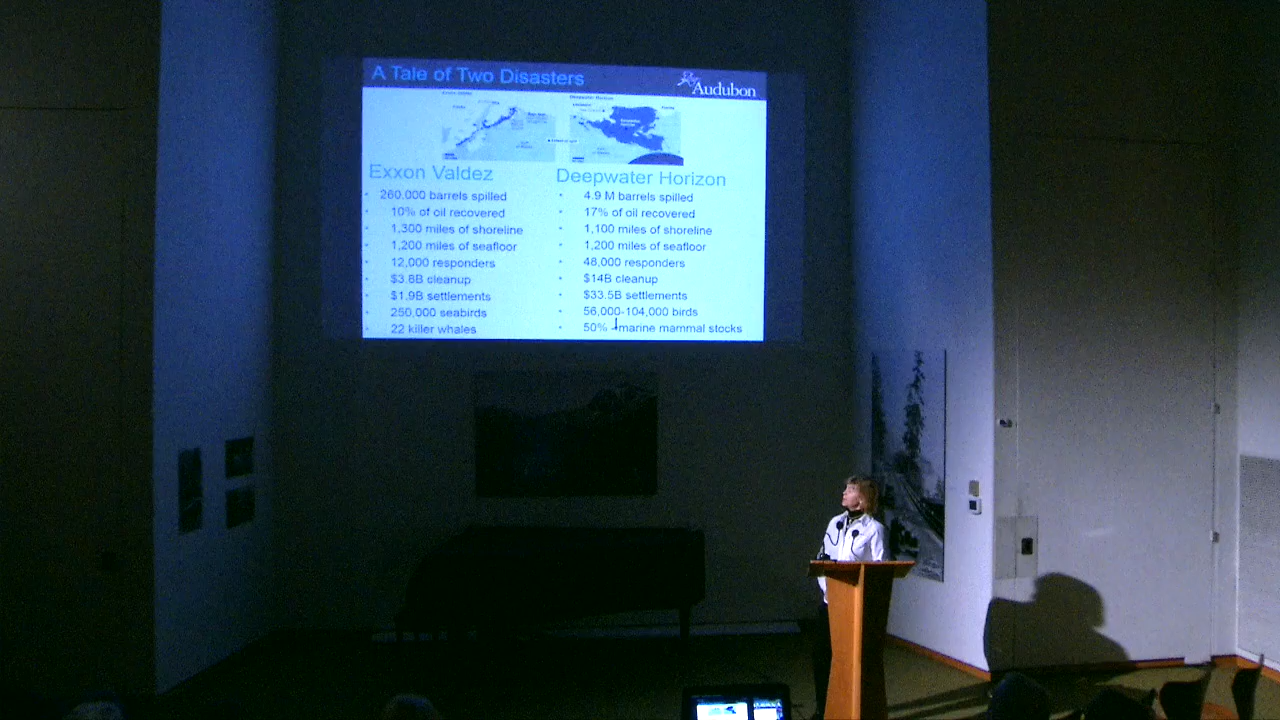 A Tale of Two Disasters
Audubon
Deepwater Horizon
Exxon Valdez
260,000 barrels spilled
10% of oil recovered
1,300 miles of shoreline
1,200 miles of seafloor
12,000 responders
$3.8B cleanup
$1.9B settlements
250,000 seabirds
22 killer whales
Deepwater Horizon
4.9 M barrels spilled
17% of oil recovered
1,100 miles of shoreline
1,200 miles of seafloor
48,000 responders
$14B cleanup
$33.5B settlements
56,000-104,000 birds
50% marine mammal stocks